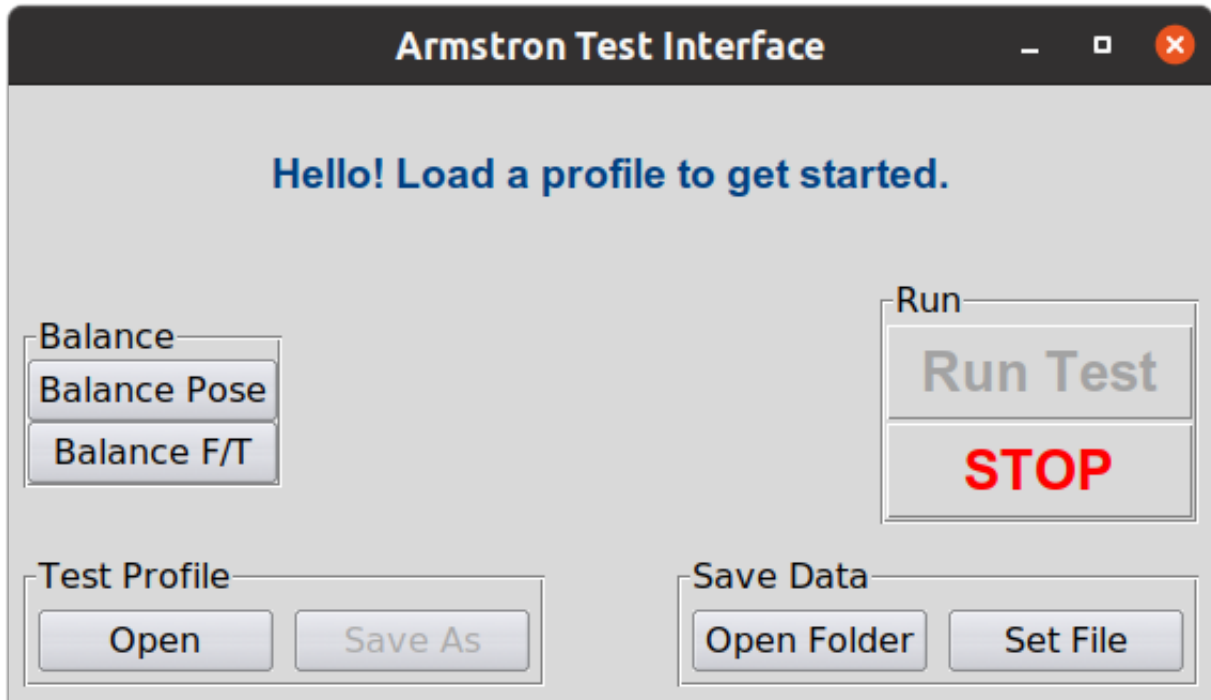 Armstron Test Interface
Hello! Load a profile to get started.
Balance
Balance Pose
Balance F/T
Run
Run Test
STOP
Test Profile
Open
Save As
Save Data
Open Folder
Set File